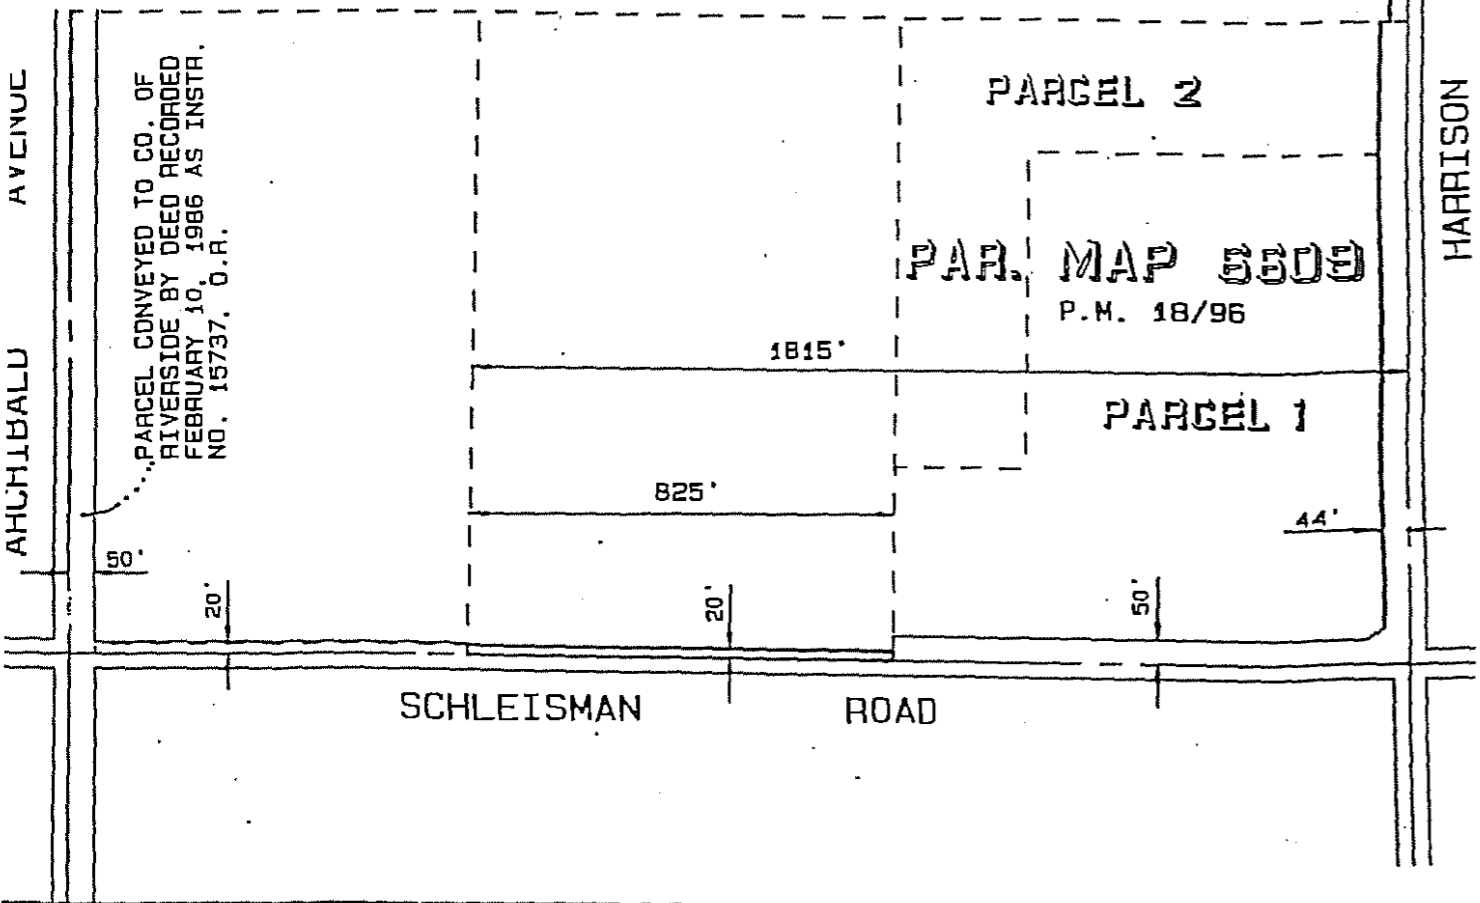 PARCEL 2
AVENUE
HARRISON
PARCEL CONVEYED TO CO. OF
RIVERSIDE BY DEED RECORDED
FEBRUARY 10, 1986 AS INSTR.
NO. 15737, O.R.
PAR. MAP 6608
P.M. 18/96
1815'
ARCHIBALD
PARCEL 1
825'
44'
50'
20'
20'
50'
SCHLEISMAN ROAD